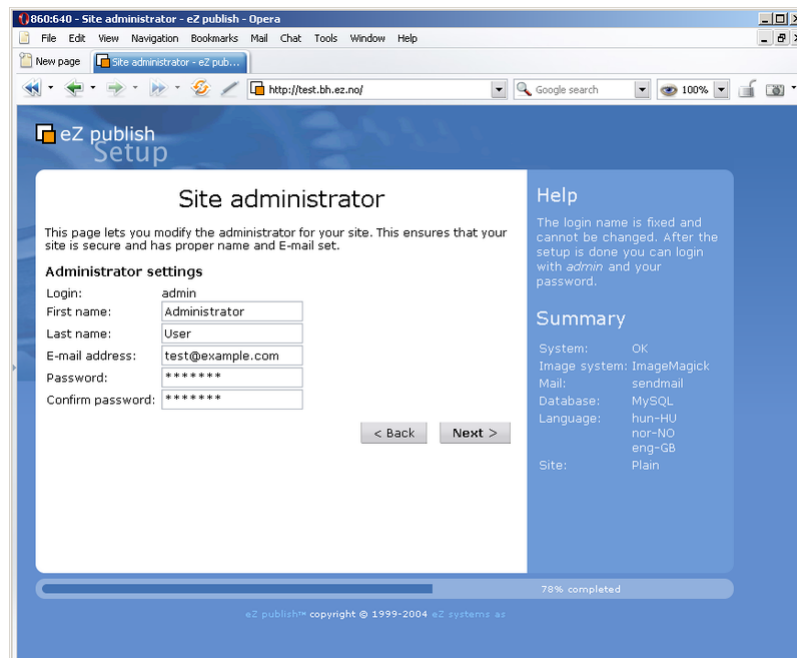 860:640 - Site administrator - eZ publish - Opera
File Edit View Navigation Bookmarks Mail Chat Tools Window Help
New page Site administrator - eZ pub...
http://test.bh.ez.no/ Google search 100%
eZ publish
Setup
Site administrator
This page lets you modify the administrator for your site. This ensures that your
site is secure and has proper name and E-mail set.
Administrator settings
Login: admin
First name: Administrator
Last name: User
E-mail address: test@example.com
Password: *******
Confirm password: *******
< Back Next >
Help
The login name is fixed and
cannot be changed. After the
setup is done you can login
with admin and your
password.
Summary
System: OK
Image system: ImageMagick
Mail: sendmail
Database: MySQL
Language: hun-HU
nor-NO
eng-GB
Site: Plain
78% completed
eZ publish™ copyright © 1999-2004 eZ systems as